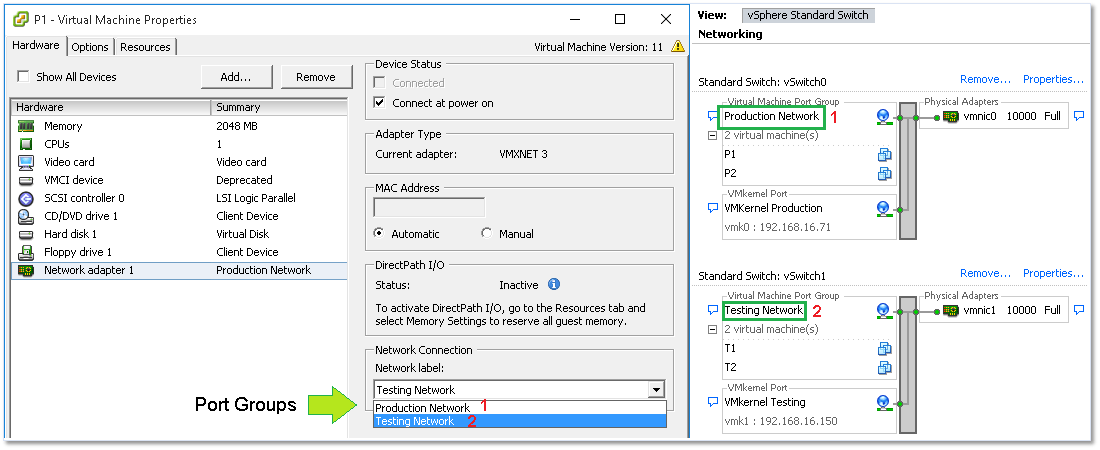 P1 - Virtual Machine Properties
Hardware Options Resources
Virtual Machine Version: 11
Show All Devices
Add...
Remove
Hardware Summary
Memory 2048 MB
CPUs 1
Video card Video card
VMCI device Deprecated
SCSI controller 0 LSI Logic Parallel
CD/DVD drive 1 Client Device
Hard disk 1 Virtual Disk
Floppy drive 1 Client Device
Network adapter 1 Production Network
Device Status
Connected
Connect at power on
Adapter Type
Current adapter: VMXNET 3
MAC Address
Automatic Manual
DirectPath I/O
Status: Inactive
To activate DirectPath I/O, go to the Resources tab and
select Memory Settings to reserve all guest memory.
Network Connection
Network label:
Testing Network
Production Network 1
Testing Network 2
Port Groups
View: vSphere Standard Switch
Networking
Standard Switch: vSwitch0 Remove... Properties...
Virtual Machine Port Group
Production Network 1
2 virtual machine(s)
P1
P2
VMkernel Port
VMKernel Production
vmk0 : 192.168.16.71
Physical Adapters
vmnic0 10000 Full
Standard Switch: vSwitch1 Remove... Properties...
Virtual Machine Port Group
Testing Network 2
2 virtual machine(s)
T1
T2
VMkernel Port
VMkernel Testing
vmk1 : 192.168.16.150
Physical Adapters
vmnic1 10000 Full